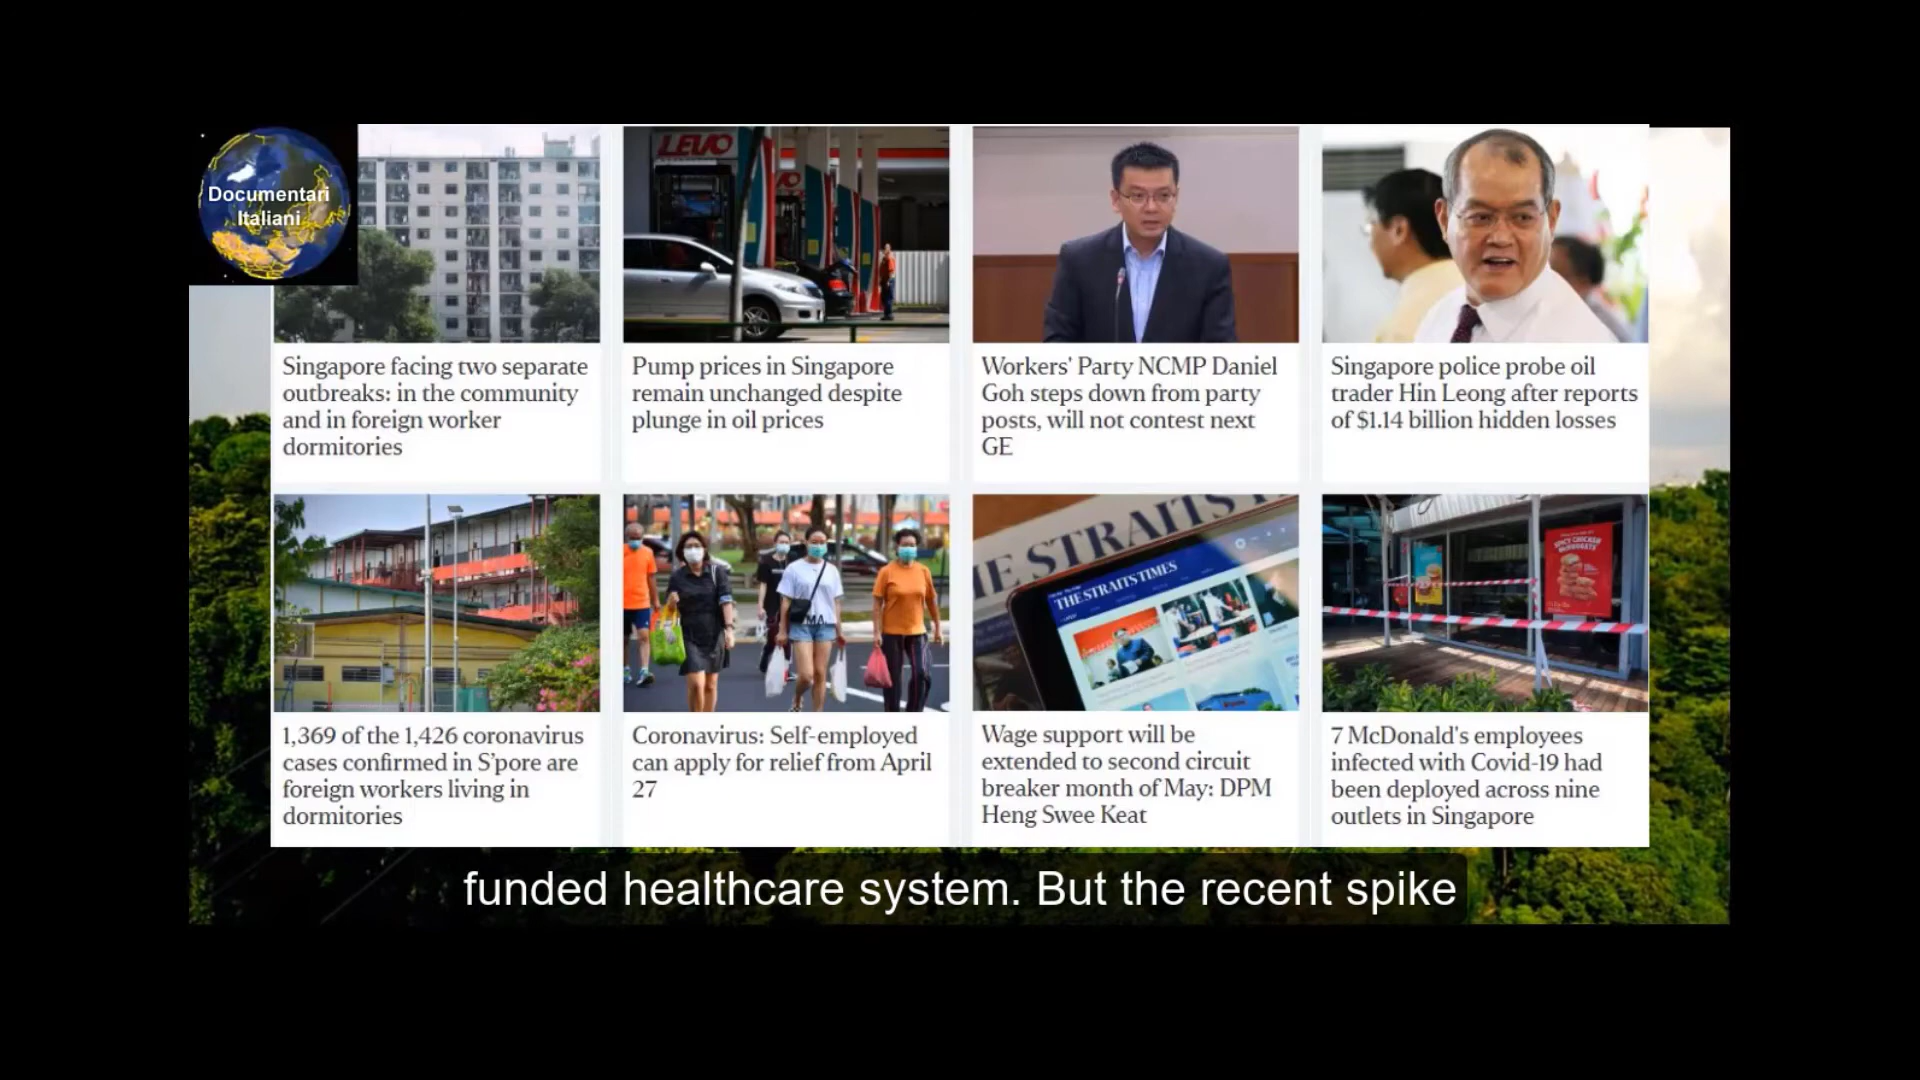 Documentari
Italiani
LEVO
Singapore facing two separate
outbreaks: in the community
and in foreign worker
dormitories
Pump prices in Singapore
remain unchanged despite
plunge in oil prices
Workers' Party NCMP Daniel
Goh steps down from party
posts, will not contest next
GE
Singapore police probe oil
trader Hin Leong after reports
of $1.14 billion hidden losses
THE STRAITS TIMES
1,369 of the 1,426 coronavirus
cases confirmed in S'pore are
foreign workers living in
dormitories
Coronavirus: Self-employed
can apply for relief from April
27
Wage support will be
extended to second circuit
breaker month of May: DPM
Heng Swee Keat
7 McDonald's employees
infected with Covid-19 had
been deployed across nine
outlets in Singapore
funded healthcare system. But the recent spike